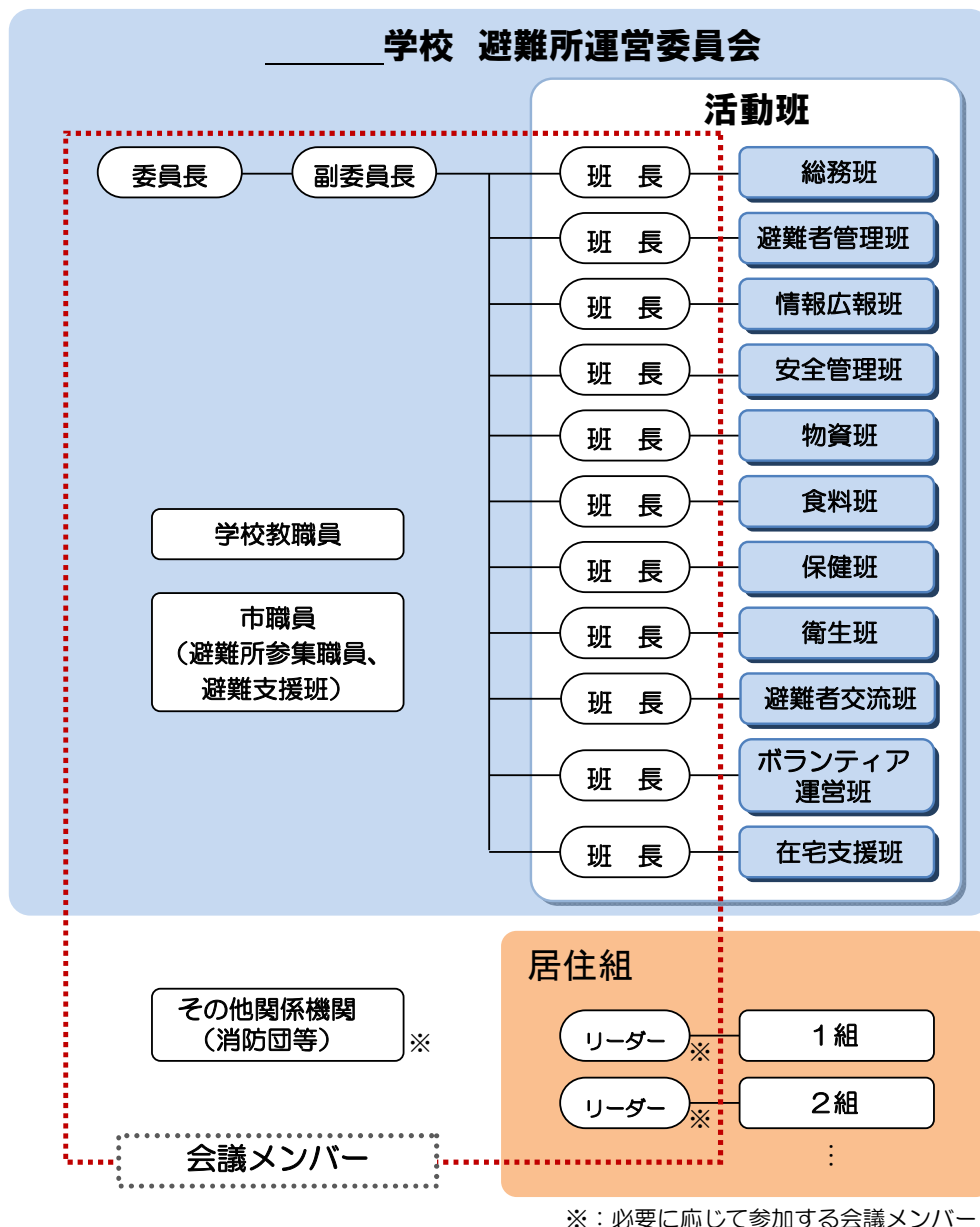 ______学校 避難所運営委員会
活動班
委員長
副委員長
班 長
総務班
班 長
避難者管理班
班 長
情報広報班
班 長
安全管理班
班 長
物資班
班 長
食料班
班 長
保健班
班 長
衛生班
班 長
避難者交流班
班 長
ボランティア
運営班
班 長
在宅支援班
学校教職員
市職員
（避難所参集職員、
避難支援班）
その他関係機関
（消防団等）
※
居住組
リーダー
※
１組
リーダー
※
２組
⋮
会議メンバー
※：必要に応じて参加する会議メンバー